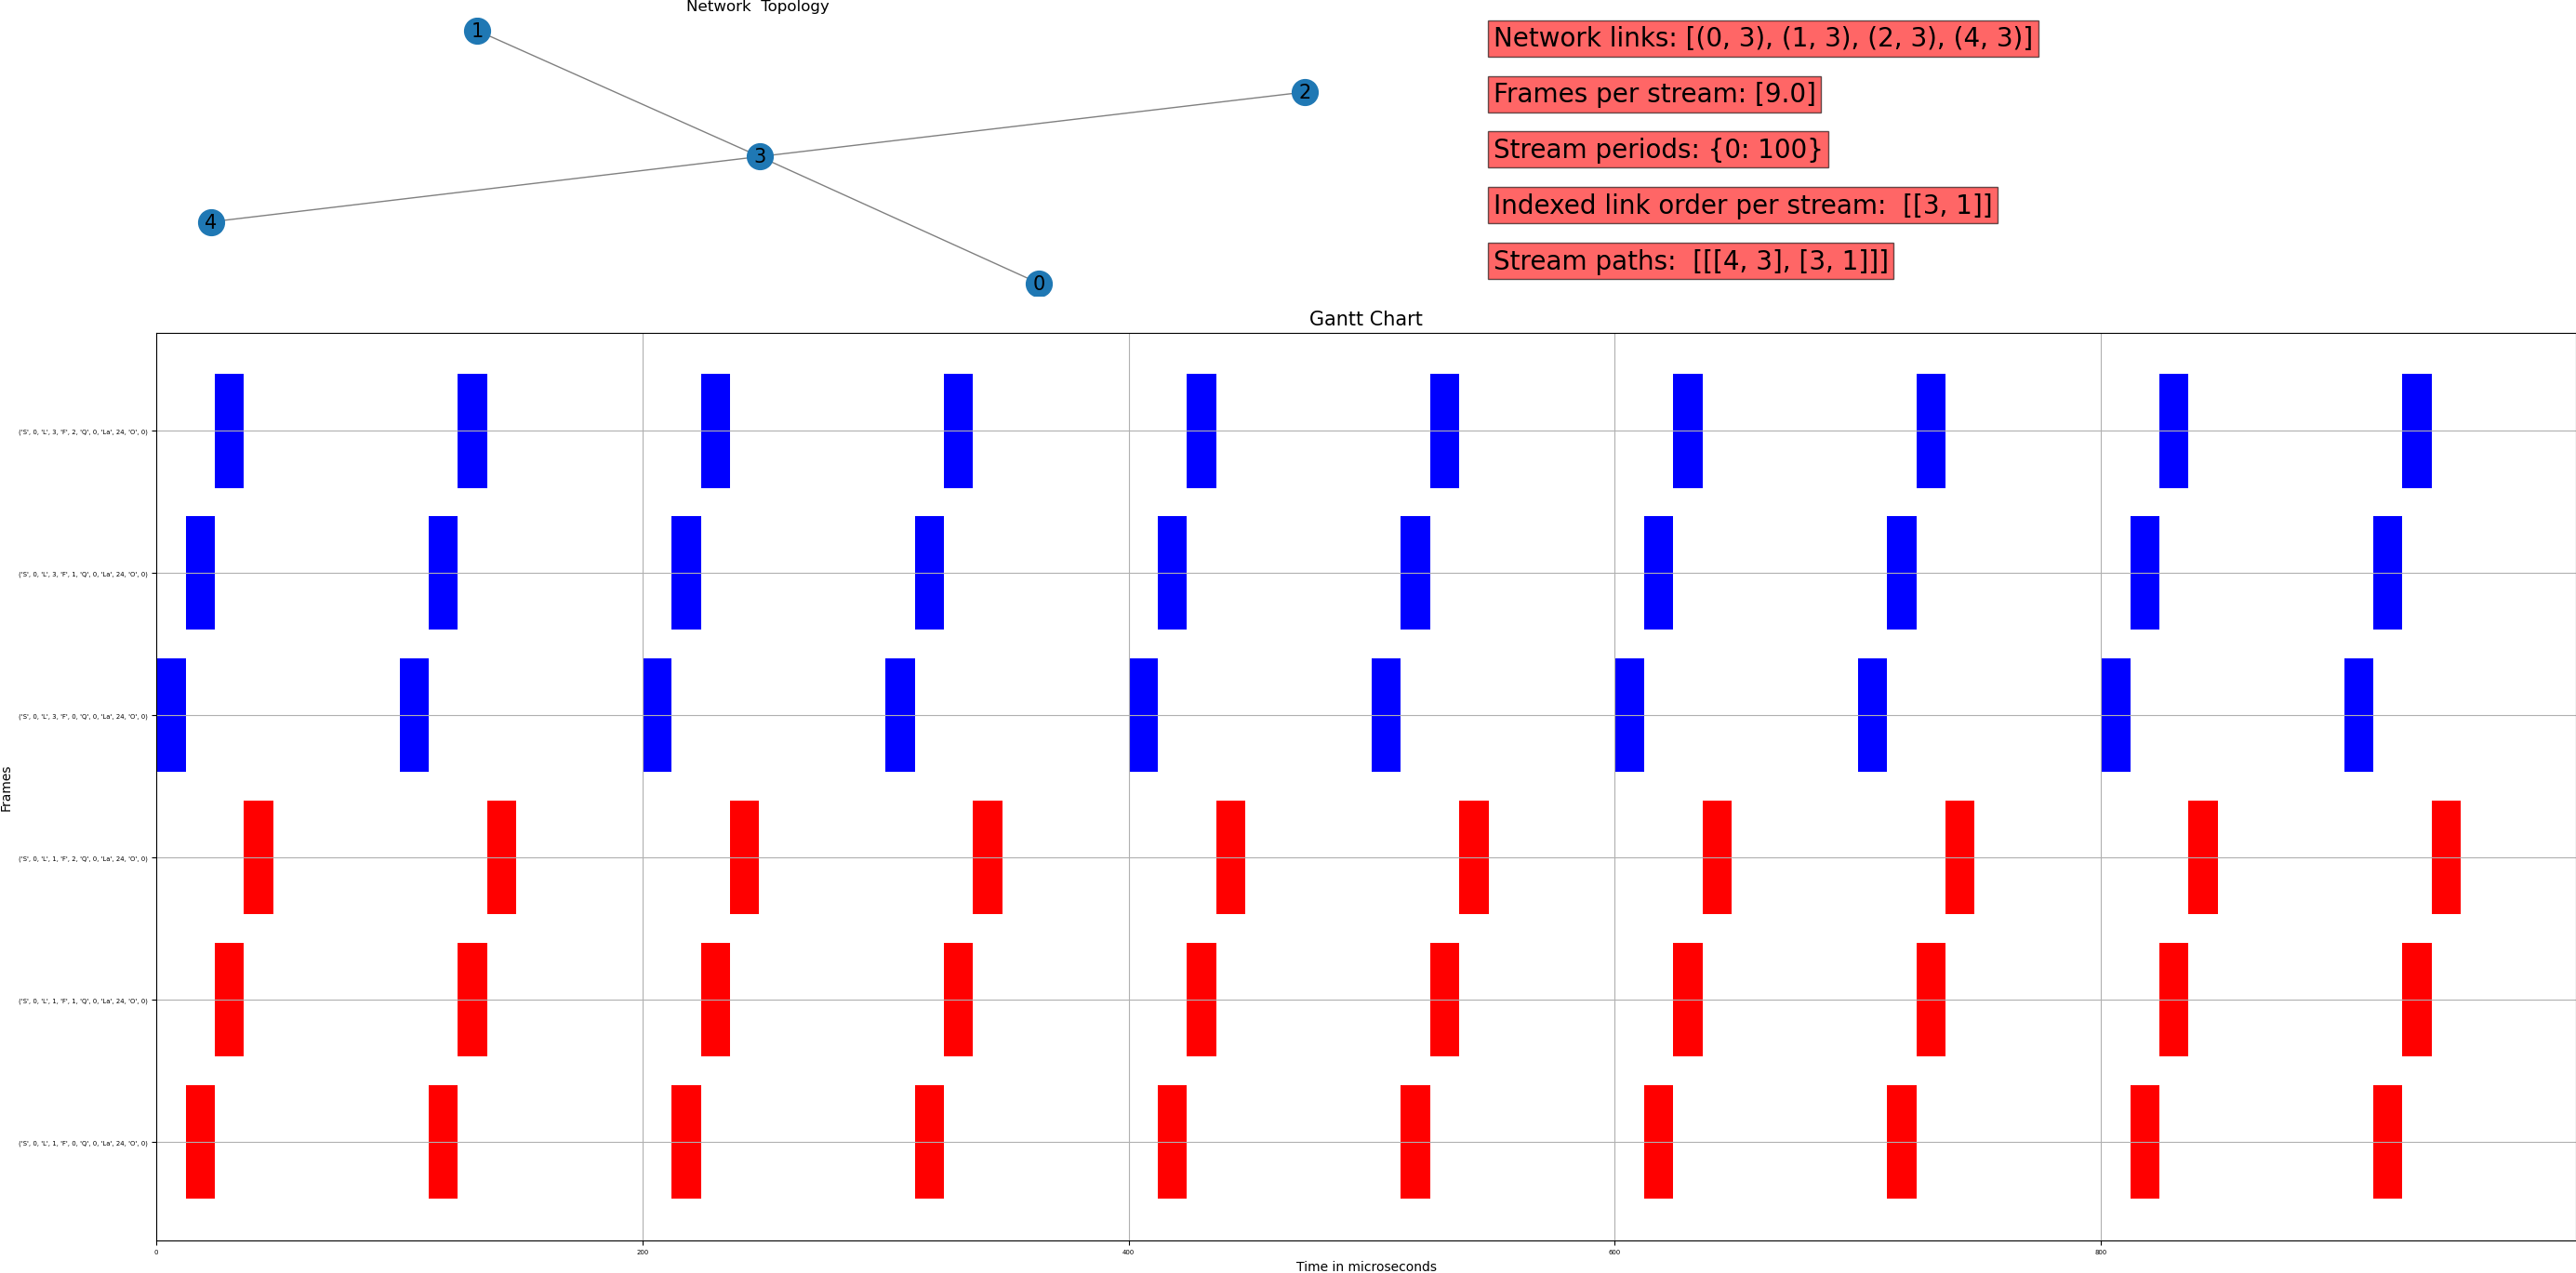 Network  Topology
1
2
3
4
0
Network links: [(0, 3), (1, 3), (2, 3), (4, 3)]
Frames per stream: [9.0]
Stream periods: {0: 100}
Indexed link order per stream:  [[3, 1]]
Stream paths:  [[[4, 3], [3, 1]]]
Gantt Chart
('S', 0, 'L', 3, 'F', 2, 'Q', 0, 'La', 24, 'O', 0)
('S', 0, 'L', 3, 'F', 1, 'Q', 0, 'La', 24, 'O', 0)
('S', 0, 'L', 3, 'F', 0, 'Q', 0, 'La', 24, 'O', 0)
('S', 0, 'L', 1, 'F', 2, 'Q', 0, 'La', 24, 'O', 0)
('S', 0, 'L', 1, 'F', 1, 'Q', 0, 'La', 24, 'O', 0)
('S', 0, 'L', 1, 'F', 0, 'Q', 0, 'La', 24, 'O', 0)
Frames
0
200
400
600
800
Time in microseconds